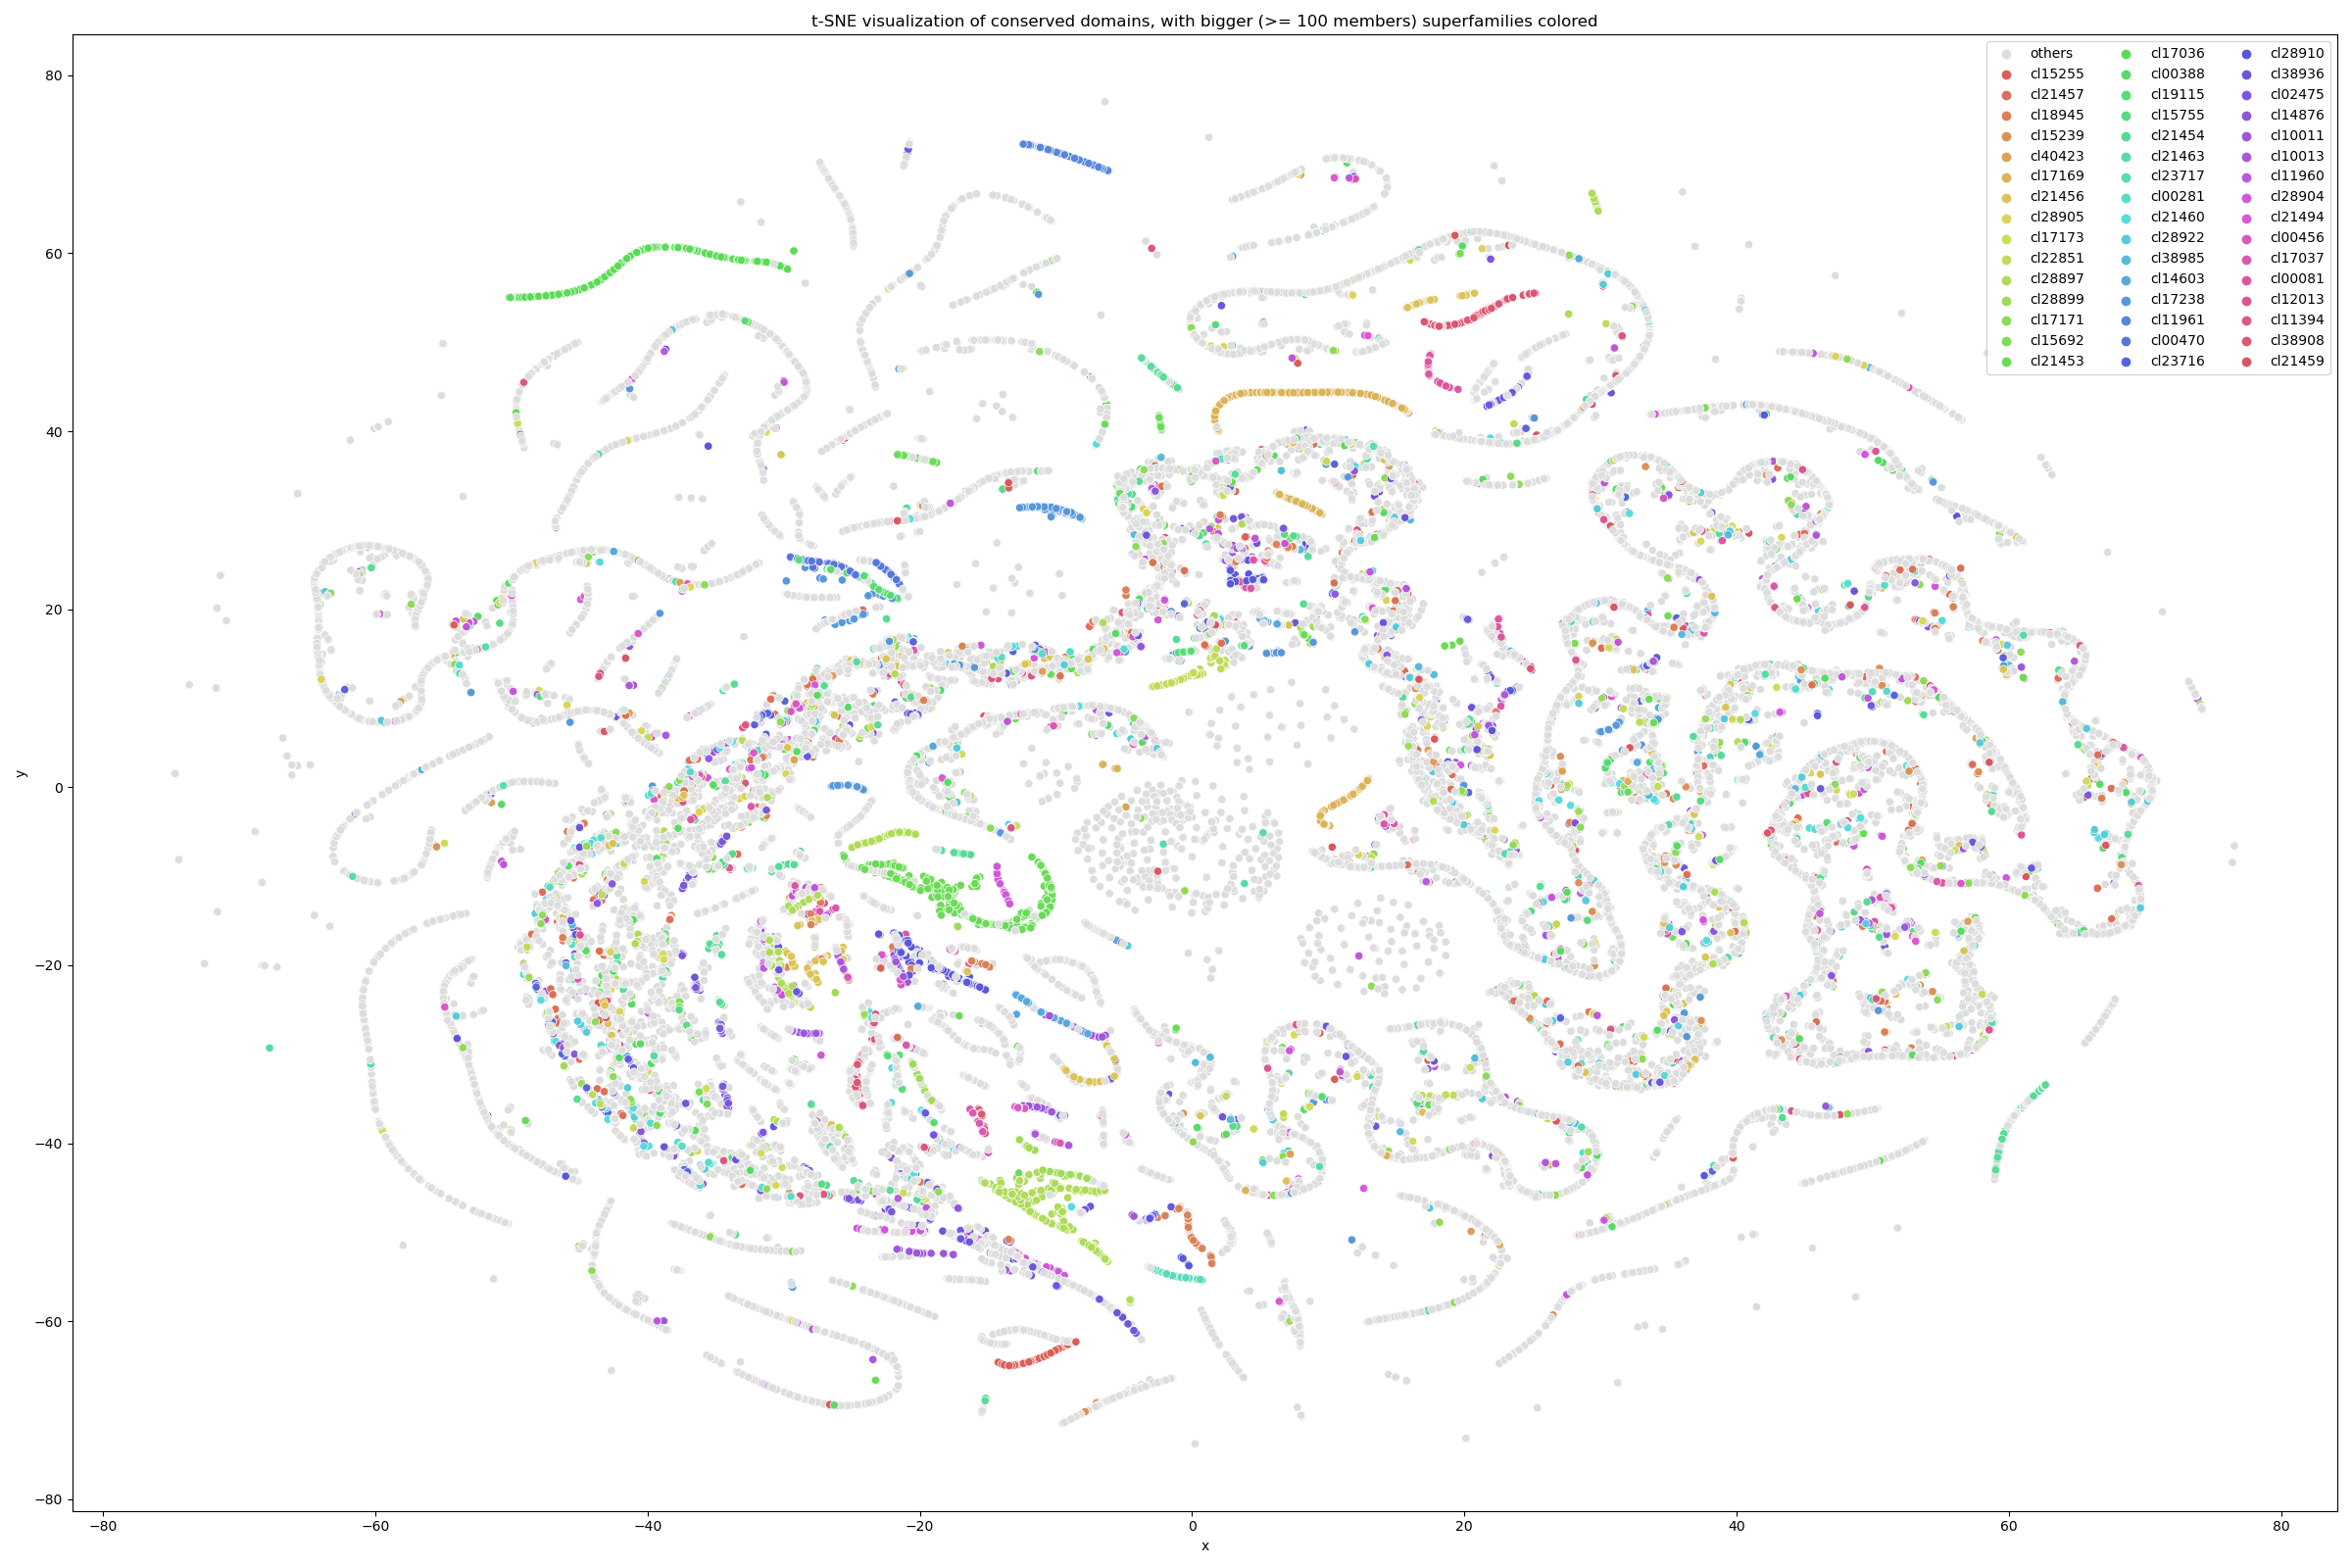 t-SNE visualization of conserved domains, with bigger (>= 100 members) superfamilies colored
others
cl15255
cl21457
cl18945
cl15239
cl40423
cl17169
cl21456
cl28905
cl17173
cl22851
cl28897
cl28899
cl17171
cl15692
cl21453
cl17036
cl00388
cl19115
cl15755
cl21454
cl21463
cl23717
cl00281
cl21460
cl28922
cl38985
cl14603
cl17238
cl11961
cl00470
cl23716
cl28910
cl38936
cl02475
cl14876
cl10011
cl10013
cl11960
cl28904
cl21494
cl00456
cl17037
cl00081
cl12013
cl11394
cl38908
cl21459
80
60
40
20
0
−20
−40
−60
−80
y
−80
−60
−40
−20
0
20
40
60
80
x